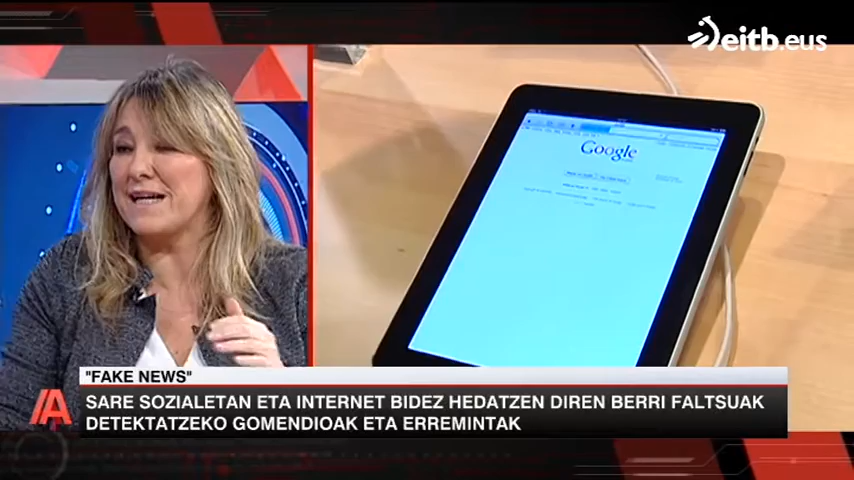 eitb.eus
Google
"FAKE NEWS"
SARE SOZIALETAN ETA INTERNET BIDEZ HEDATZEN DIREN BERRI FALTSUAK
DETEKTATZEKO GOMENDIOAK ETA ERREMINTAK